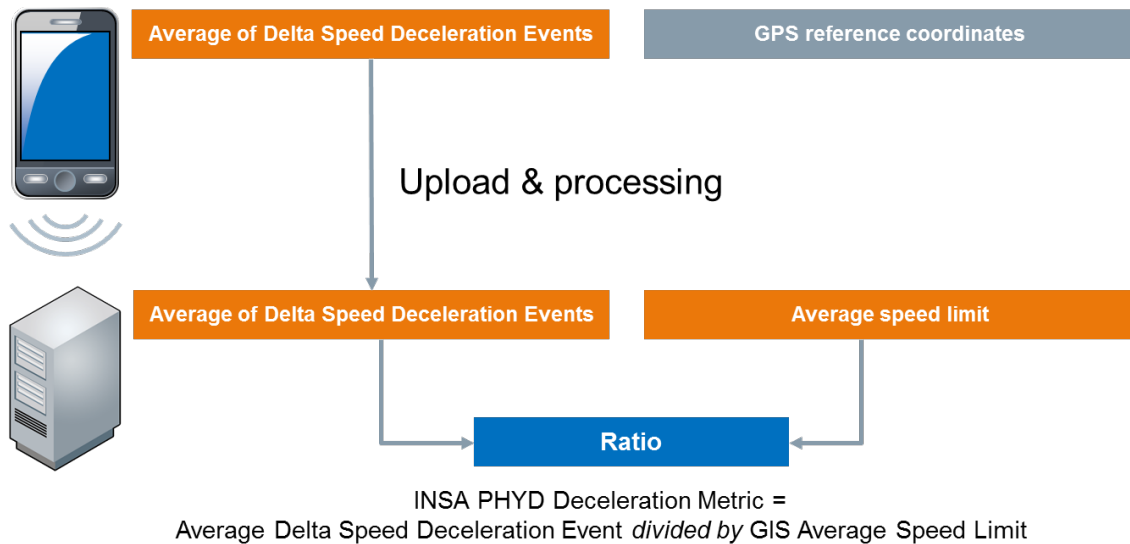 Average of Delta Speed Deceleration Events
GPS reference coordinates
Upload & processing
Average of Delta Speed Deceleration Events
Average speed limit
Ratio
INSA PHYD Deceleration Metric =
Average Delta Speed Deceleration Event divided by GIS Average Speed Limit